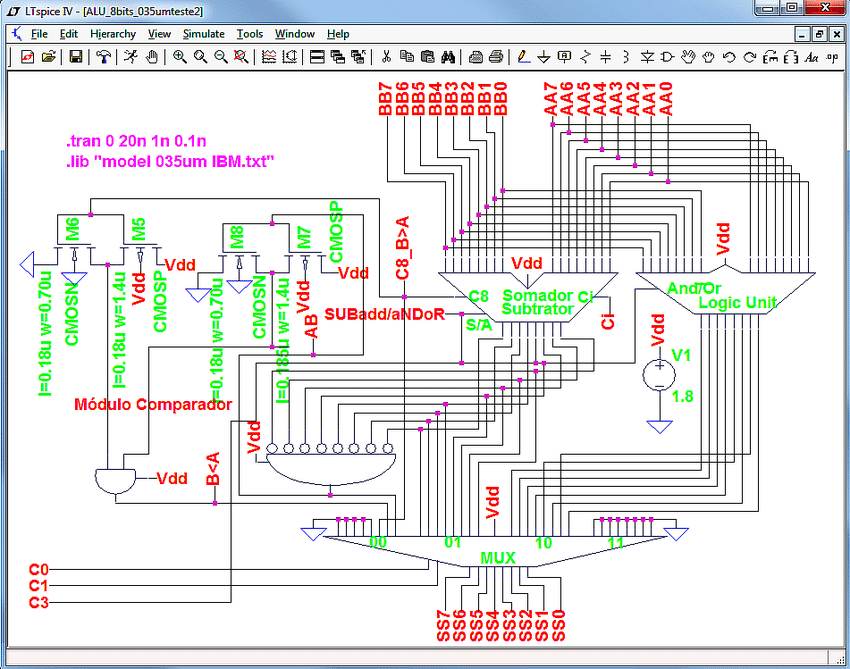 LTspice IV - [ALU_8bits_035umteste2]
File Edit Hierarchy View Simulate Tools Window Help
.tran 0 20n 1n 0.1n
.lib "model 035um IBM.txt"
BB7 BB6 BB5 BB4 BB3 BB2 BB1 BB0
AA7 AA6 AA5 AA4 AA3 AA2 AA1 AA0
M6 M5 M8 M7
CMOSP
C8_B>A
Vdd
Vdd
Vdd
Vdd
l=0.18u w=0.70u
CMOSN
l=0.18u w=1.4u
Vdd
CMOSP
l=0.18u w=0.70u
CMOSN
l=0.185u w=1.4u
Vdd
AB
C8 Somador Subtrator Ci
S/A
Ci
And/Or
Logic Unit
SUBadd/aNDoR
Vdd
V1
1.8
Módulo Comparador
Vdd
B<A
Vdd
Vdd
00 01 10 11
MUX
C0
C1
C3
SS7 SS6 SS5 SS4 SS3 SS2 SS1 SS0